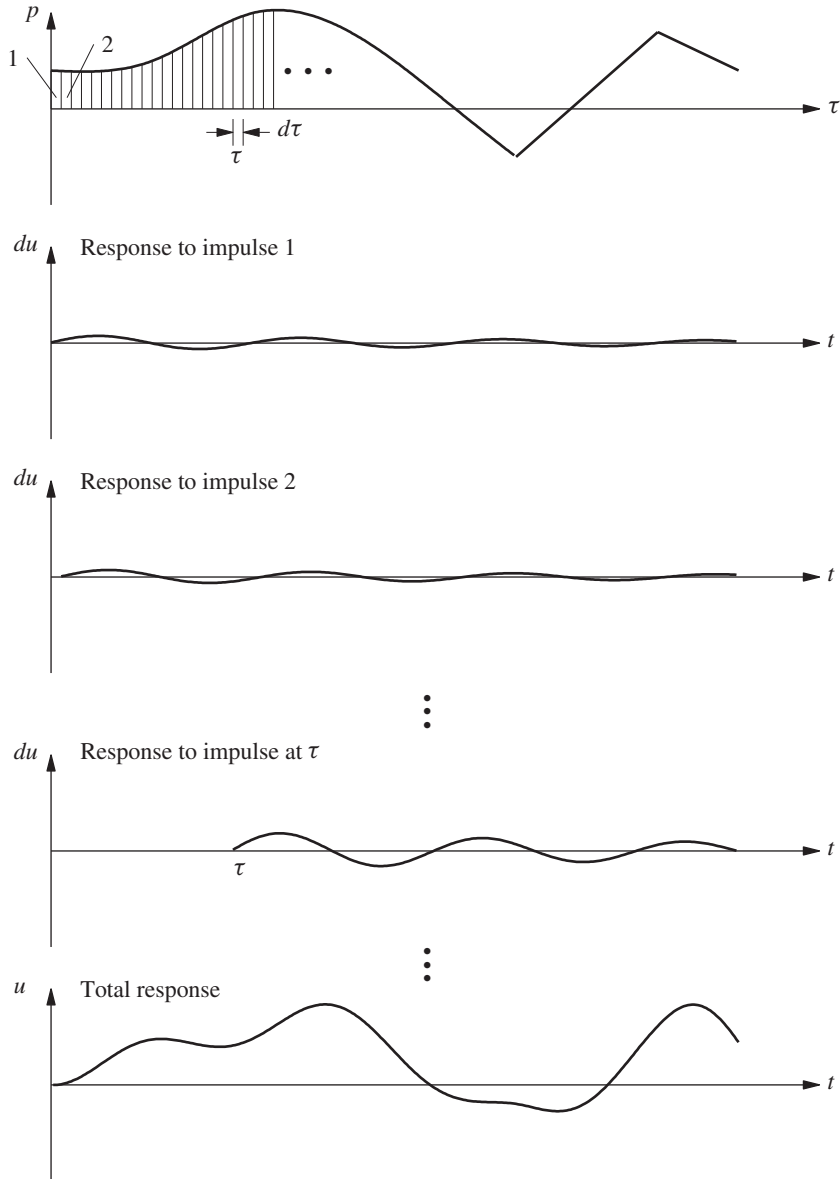 p
1
2
• • •
τ
dτ
τ
du
Response to impulse 1
t
du
Response to impulse 2
t
du
Response to impulse at τ
τ
t
u
Total response
t